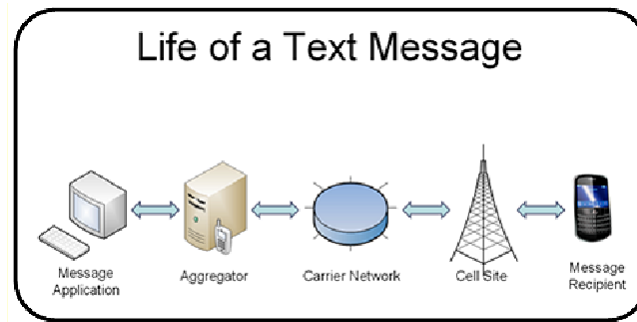 Life of a Text Message
Message
Application
Aggregator
Carrier Network
Cell Site
Message
Recipient